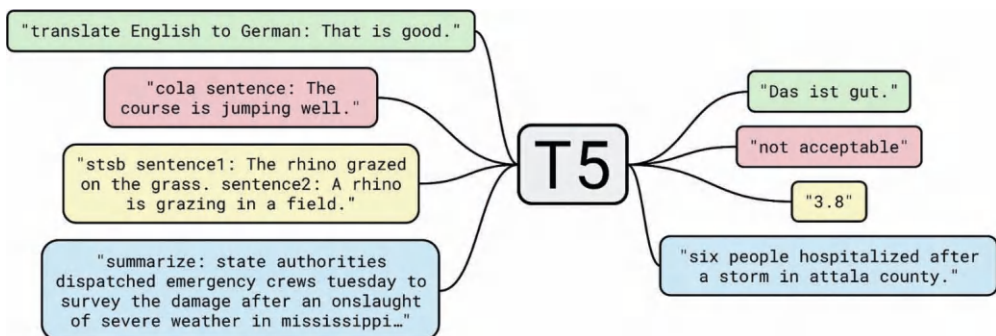 "translate English to German: That is good."
"cola sentence: The
course is jumping well."
"stsb sentence1: The rhino grazed
on the grass. sentence2: A rhino
is grazing in a field."
"summarize: state authorities
dispatched emergency crews tuesday to
survey the damage after an onslaught
of severe weather in mississippi…"
T5
"Das ist gut."
"not acceptable"
"3.8"
"six people hospitalized after
a storm in attala county."